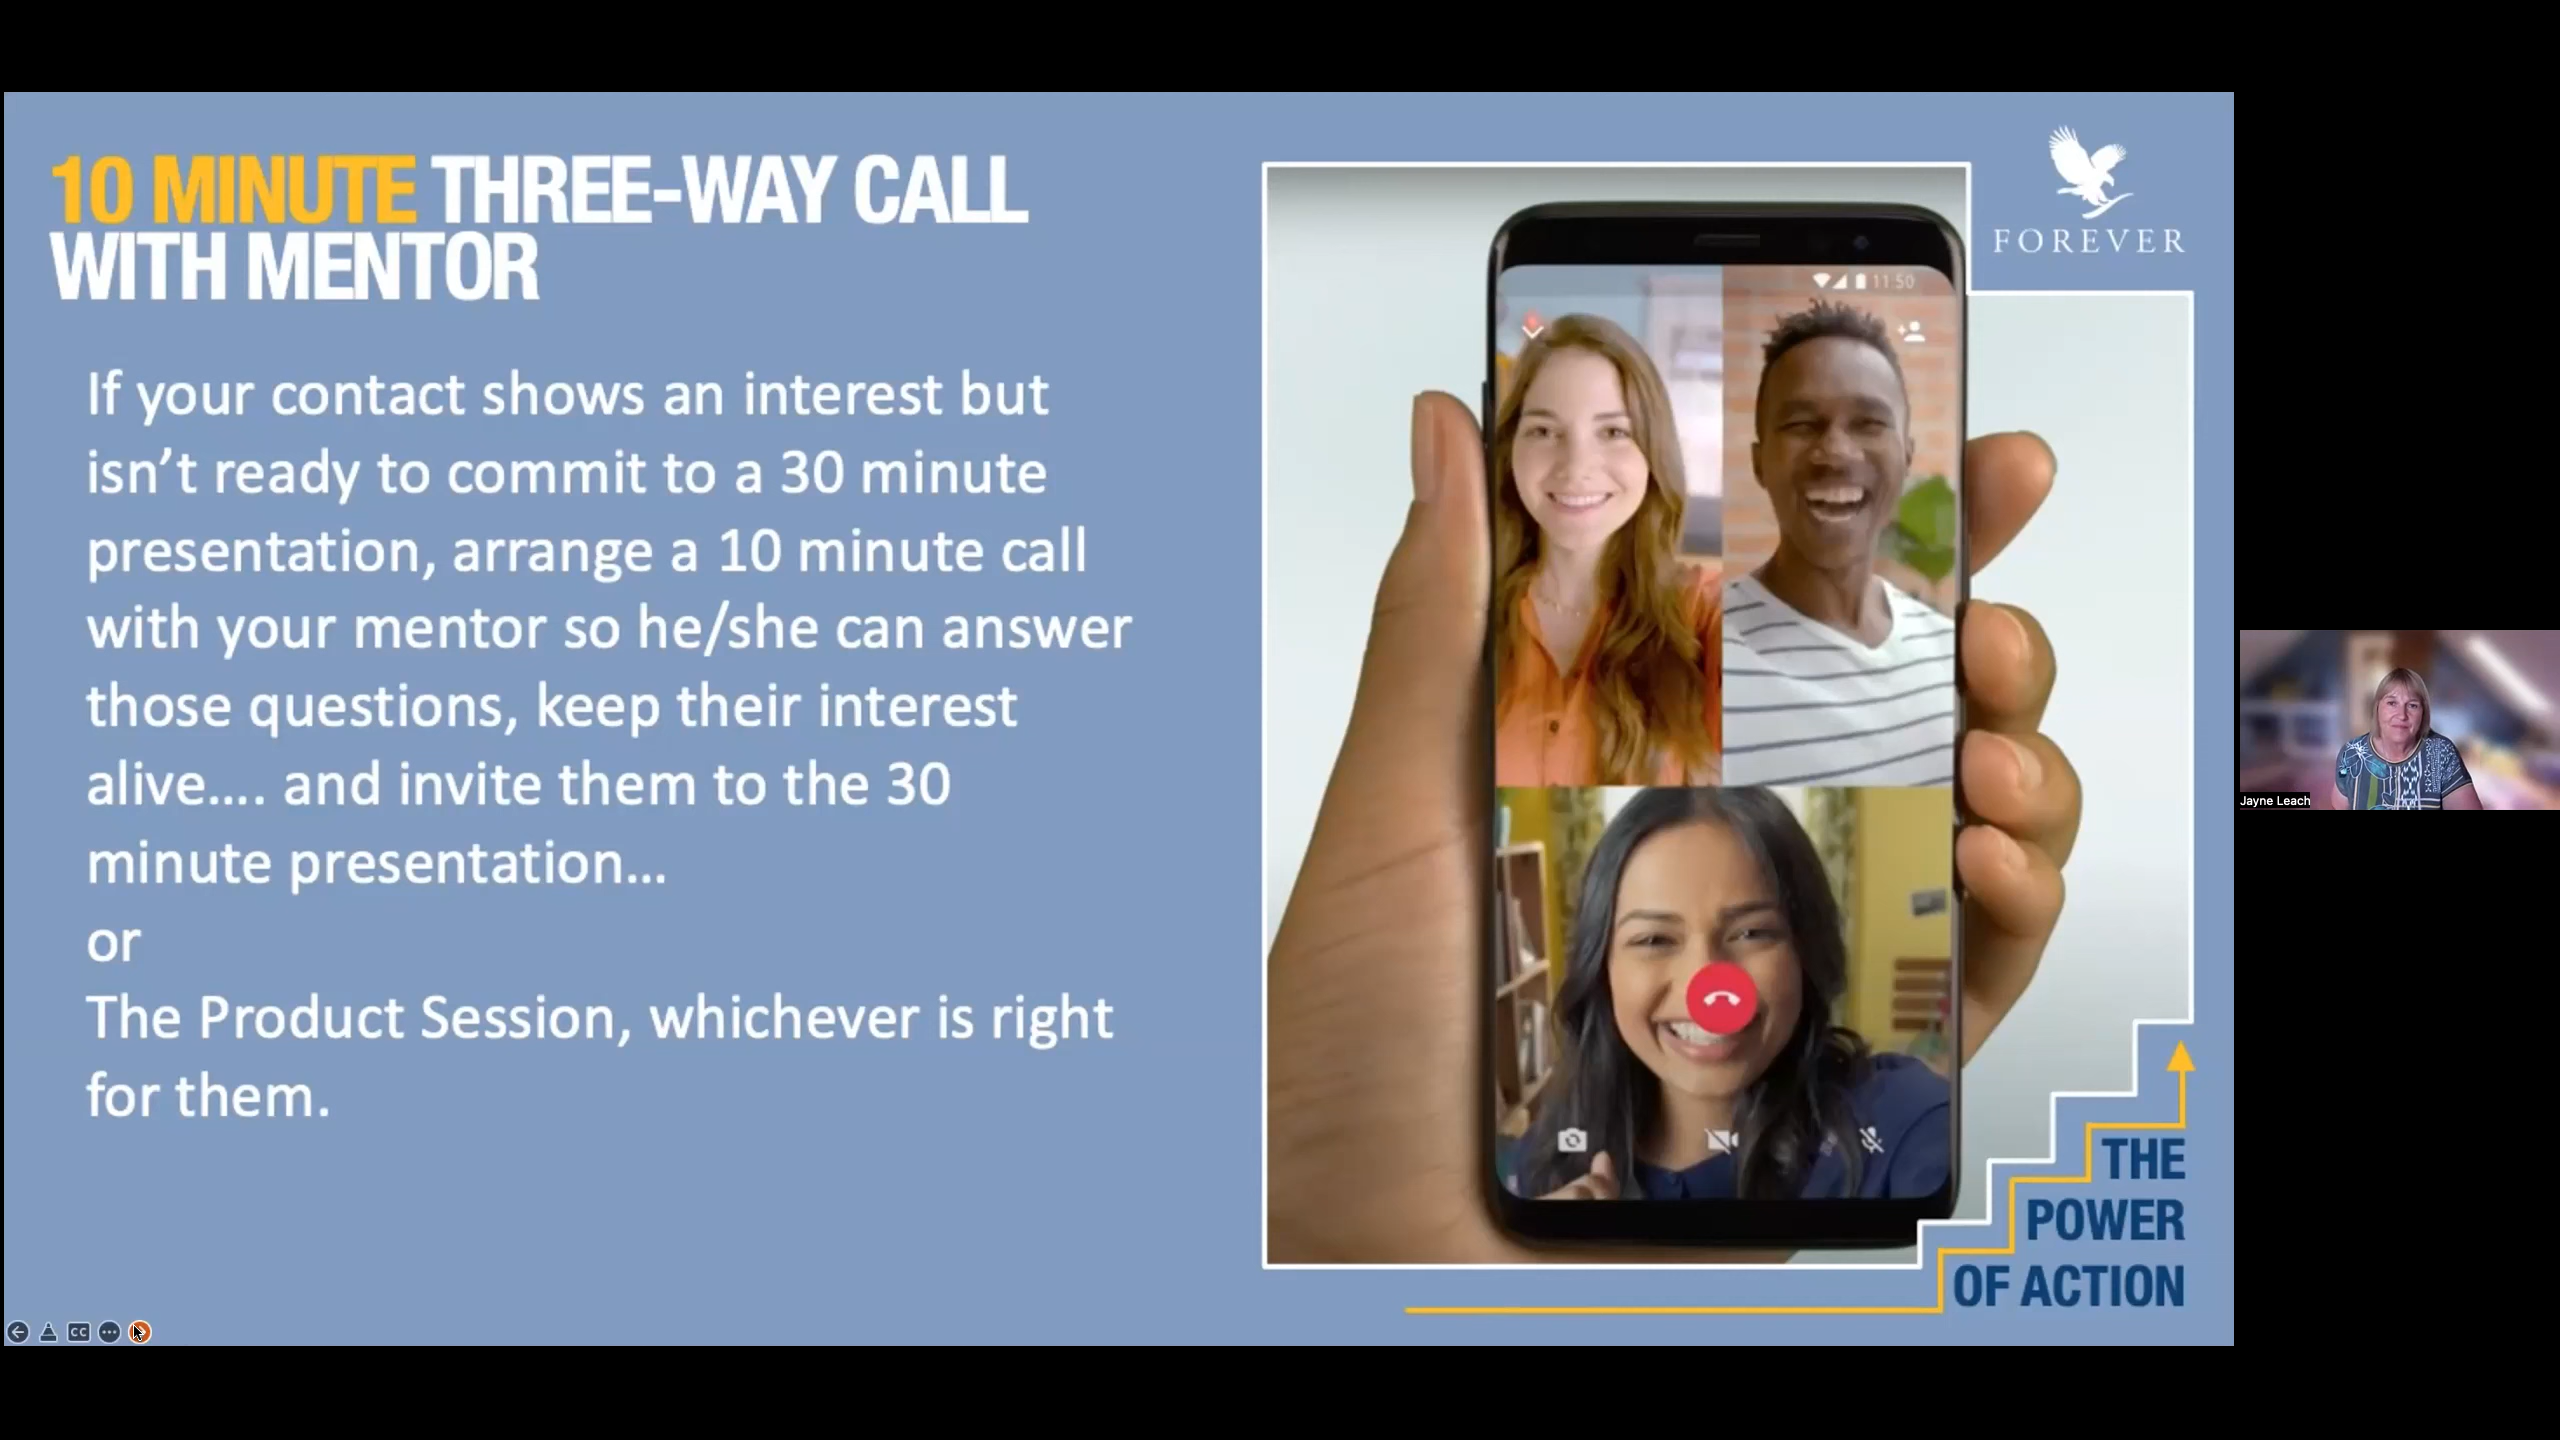 10 MINUTE THREE-WAY CALL
WITH MENTOR
If your contact shows an interest but
isn't ready to commit to a 30 minute
presentation, arrange a 10 minute call
with your mentor so he/she can answer
those questions, keep their interest
alive.... and invite them to the 30
minute presentation...
or
The Product Session, whichever is right
for them.
FOREVER
11:50
THE
POWER
OF ACTION
Jayne Leach
CC